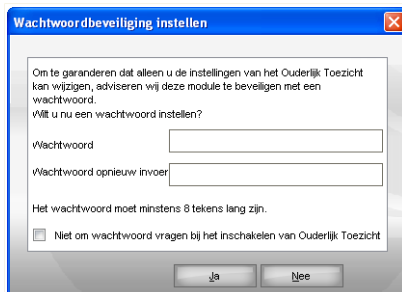 Wachtwoordbeveiliging instellen
Om te garanderen dat alleen u de instellingen van het Ouderlijk Toezicht
kan wijzigen, adviseren wij deze module te beveiligen met een
wachtwoord.
Wilt u nu een wachtwoord instellen?
Wachtwoord
Wachtwoord opnieuw invoer
Het wachtwoord moet minstens 8 tekens lang zijn.
Niet om wachtwoord vragen bij het inschakelen van Ouderlijk Toezicht
Ja
Nee